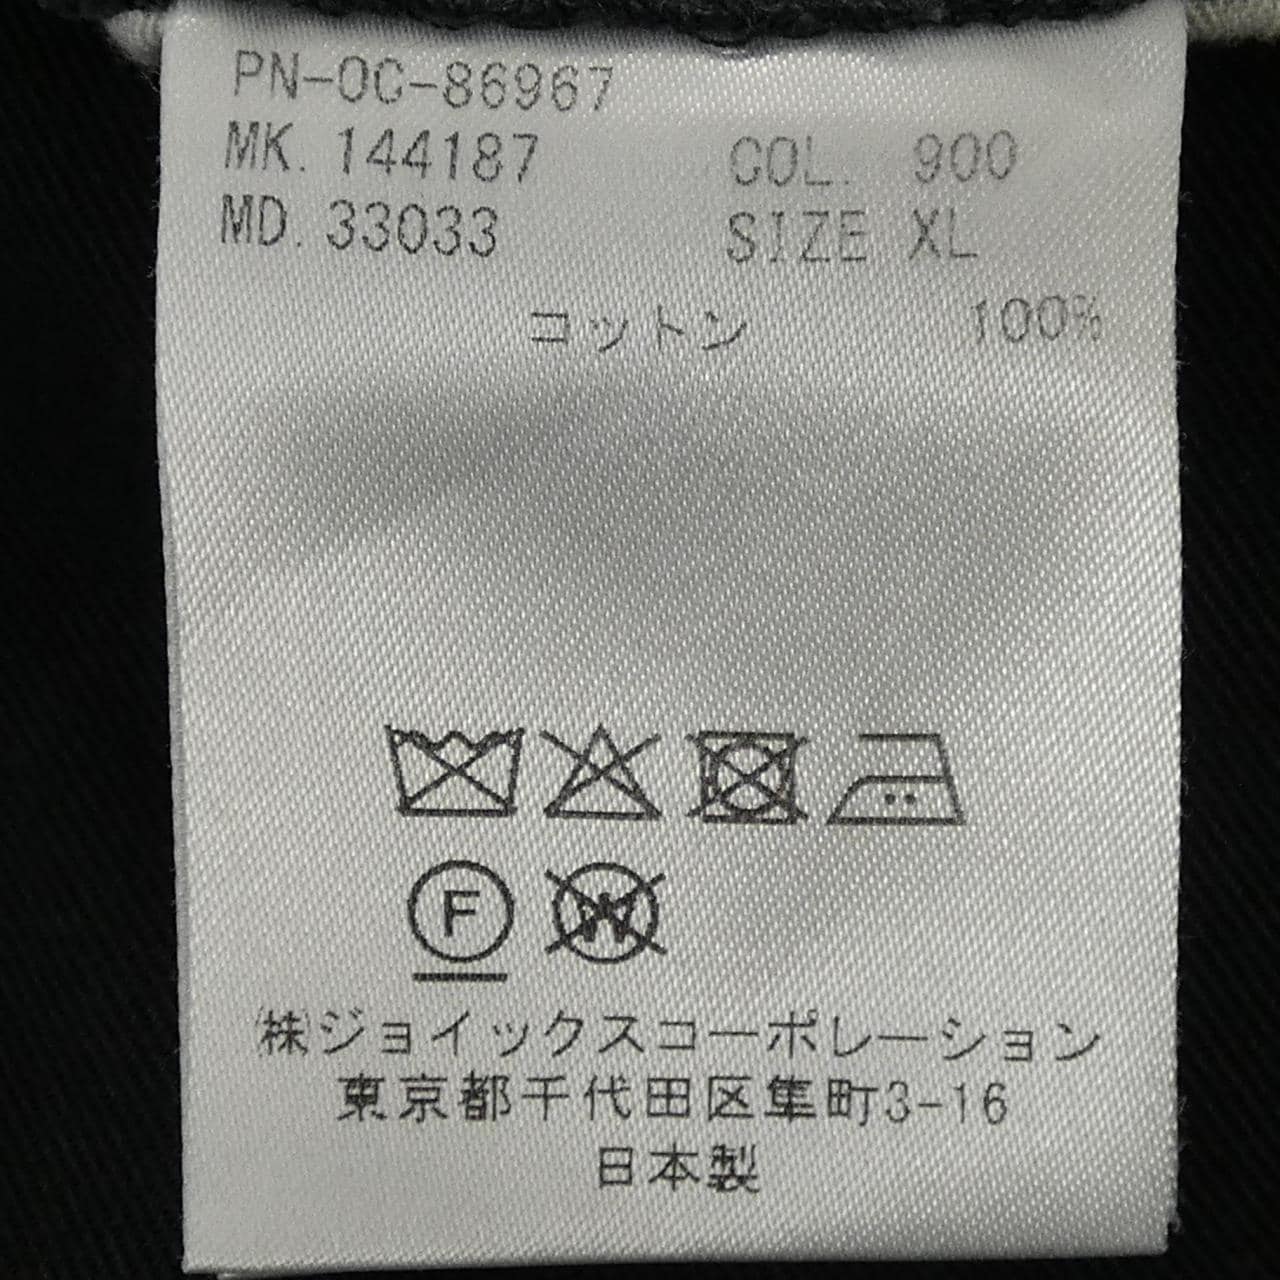 PN-OC-86967
MK. 144187 COL. 900
MD. 33033 SIZE XL
コットン 100%
F W
㈱ジョイックスコーポレーション
東京都千代田区隼町3-16
日本製